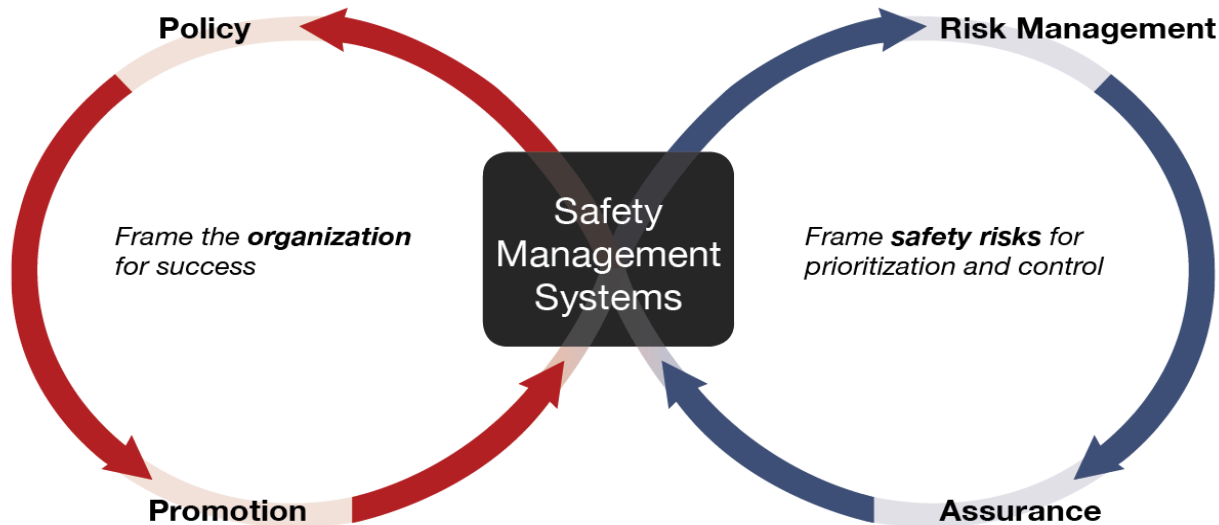 Policy
Risk Management
Frame the organization
for success
Safety
Management
Systems
Frame safety risks for
prioritization and control
Promotion
Assurance